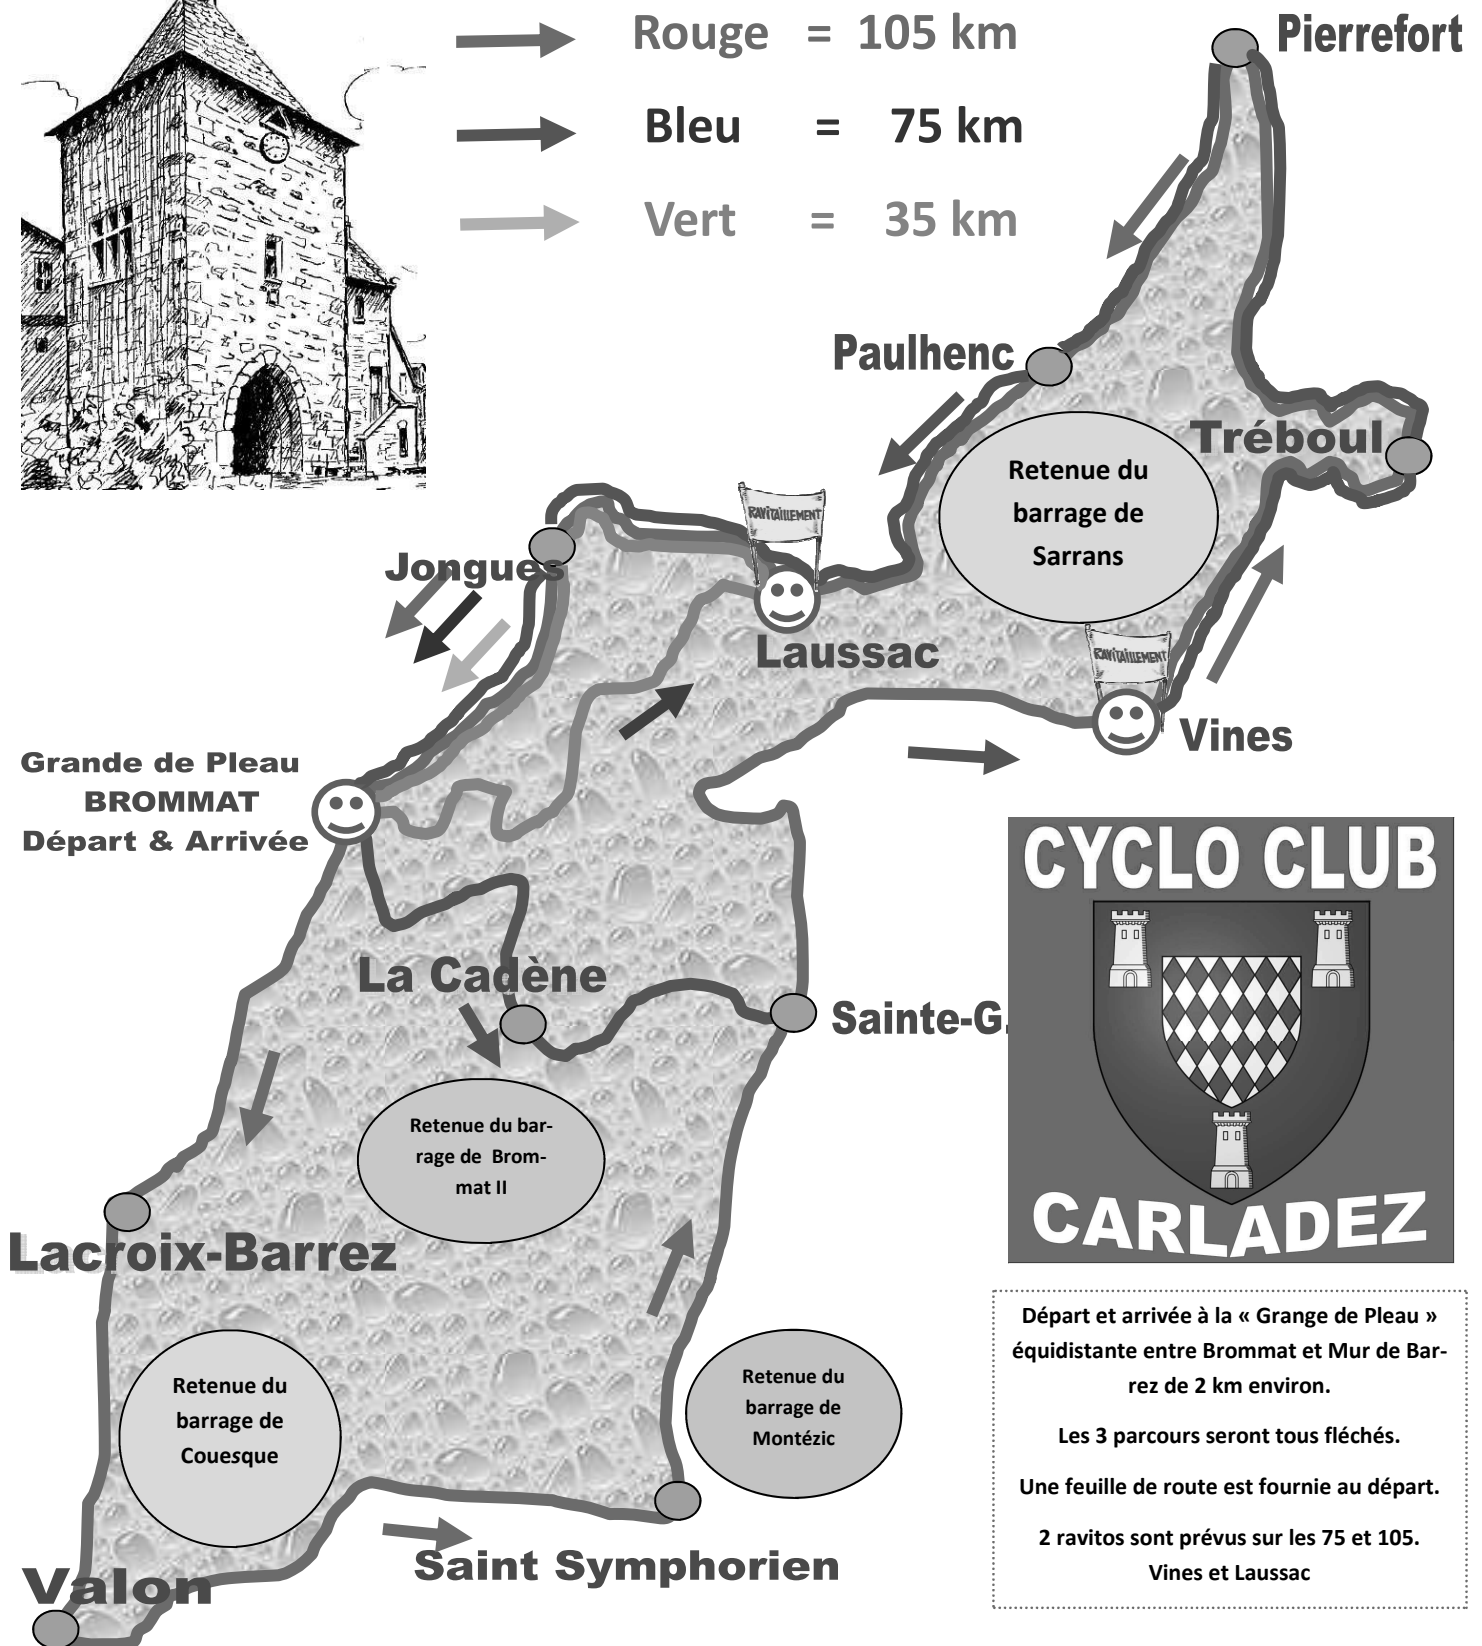 Rouge = 105 km
Bleu = 75 km
Vert = 35 km
Pierrefort
Paulhenc
Tréboul
Retenue du
barrage de
Sarrans
RAVITAILLEMENT
Jongues
Laussac
RAVITAILLEMENT
Vines
Grande de Pleau
BROMMAT
Départ & Arrivée
CYCLO CLUB
CARLADEZ
La Cadène
Sainte-G.
Retenue du bar-
rage de Brom-
mat II
Lacroix-Barrez
Retenue du
barrage de
Couesque
Retenue du
barrage de
Montézic
Saint Symphorien
Valon
Départ et arrivée à la « Grange de Pleau »
équidistante entre Brommat et Mur de Bar-
rez de 2 km environ.
Les 3 parcours seront tous fléchés.
Une feuille de route est fournie au départ.
2 ravitos sont prévus sur les 75 et 105.
Vines et Laussac